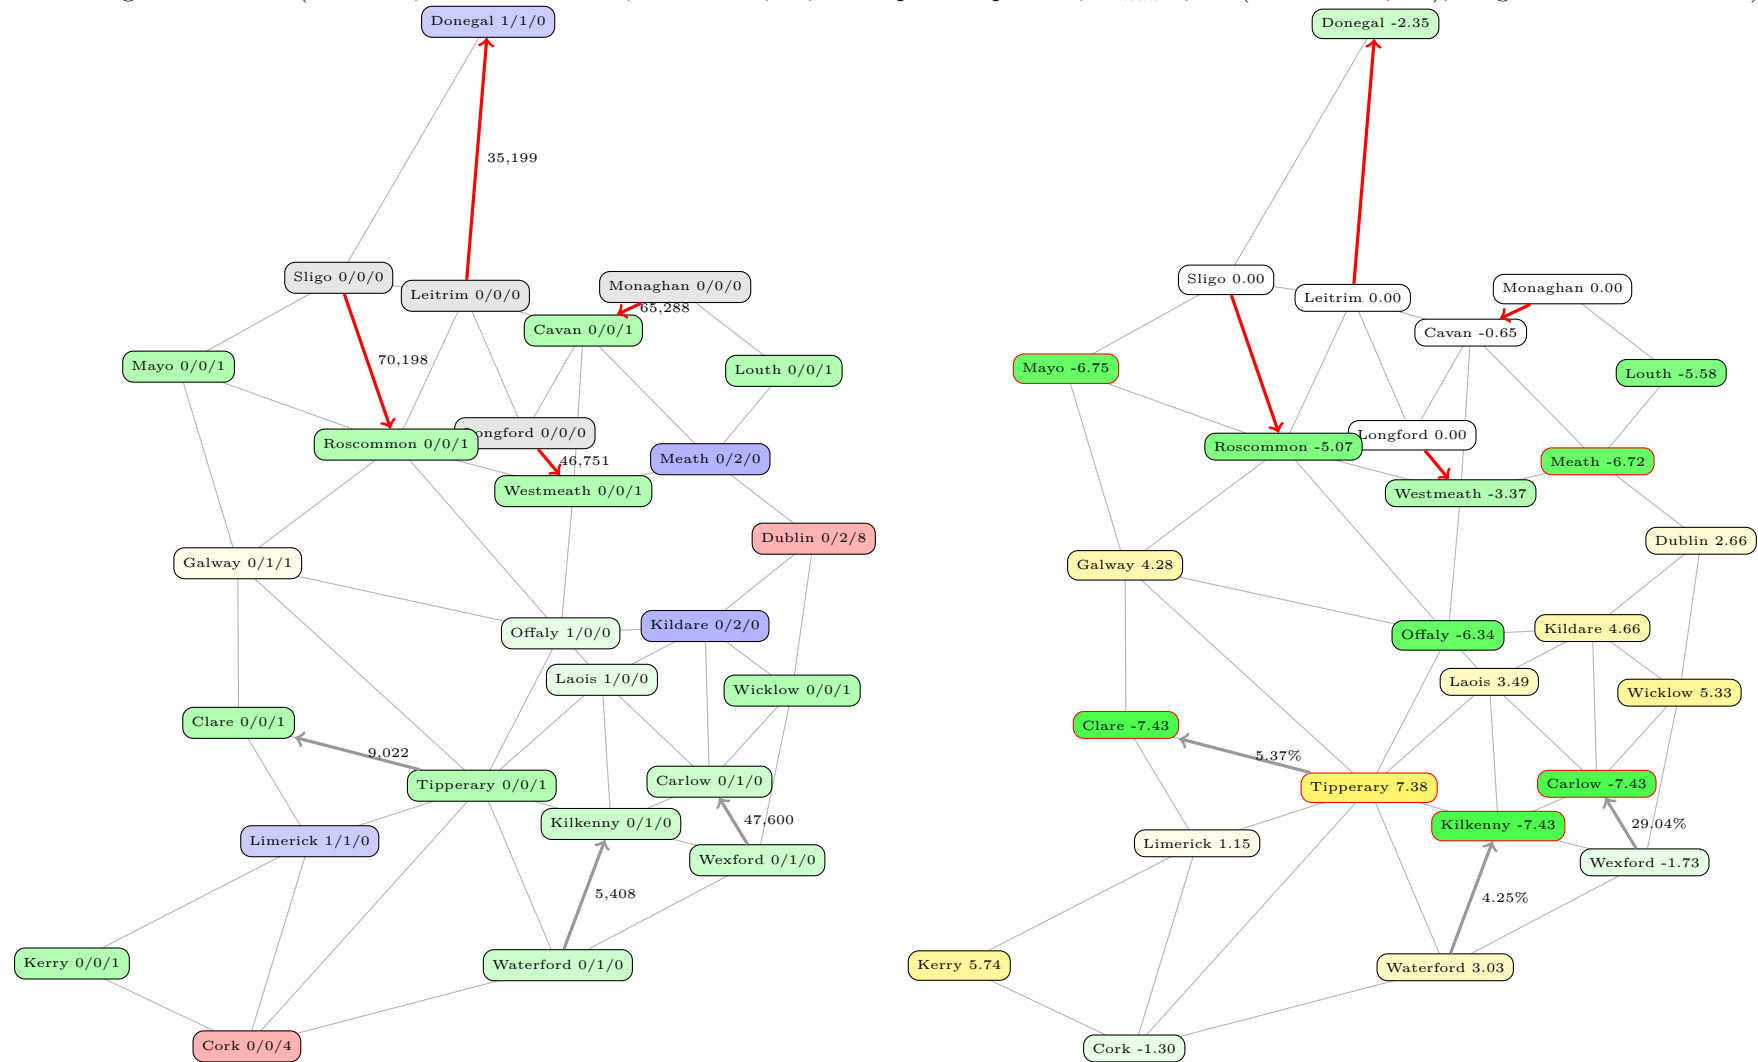 Donegal 1/1/0
35,199
Sligo 0/0/0
Leitrim 0/0/0
Monaghan 0/0/0
65,288
Cavan 0/0/1
Mayo 0/0/1
70,198
Louth 0/0/1
Roscommon 0/0/1
0/0/0
46,751
Meath 0/2/0
Westmeath 0/0/1
Dublin 0/2/8
Galway 0/1/1
Offaly 1/0/0
Kildare 0/2/0
Laois 1/0/0
Wicklow 0/0/1
Clare 0/0/1
9,022
Tipperary 0/0/1
Carlow 0/1/0
Kilkenny 0/1/0
47,600
Limerick 1/1/0
Wexford 0/1/0
5,408
Kerry 0/0/1
Waterford 0/1/0
Cork 0/0/4
Donegal -2.35
Sligo 0.00
Leitrim 0.00
Monaghan 0.00
Cavan -0.65
Mayo -6.75
Louth -5.58
Roscommon -5.07
Longford 0.00
Meath -6.72
Westmeath -3.37
Dublin 2.66
Galway 4.28
Offaly -6.34
Kildare 4.66
Laois 3.49
Wicklow 5.33
Clare -7.43
5.37%
Tipperary 7.38
Carlow -7.43
Kilkenny -7.43
29.04%
Limerick 1.15
Wexford -1.73
4.25%
Kerry 5.74
Waterford 3.03
Cork -1.30